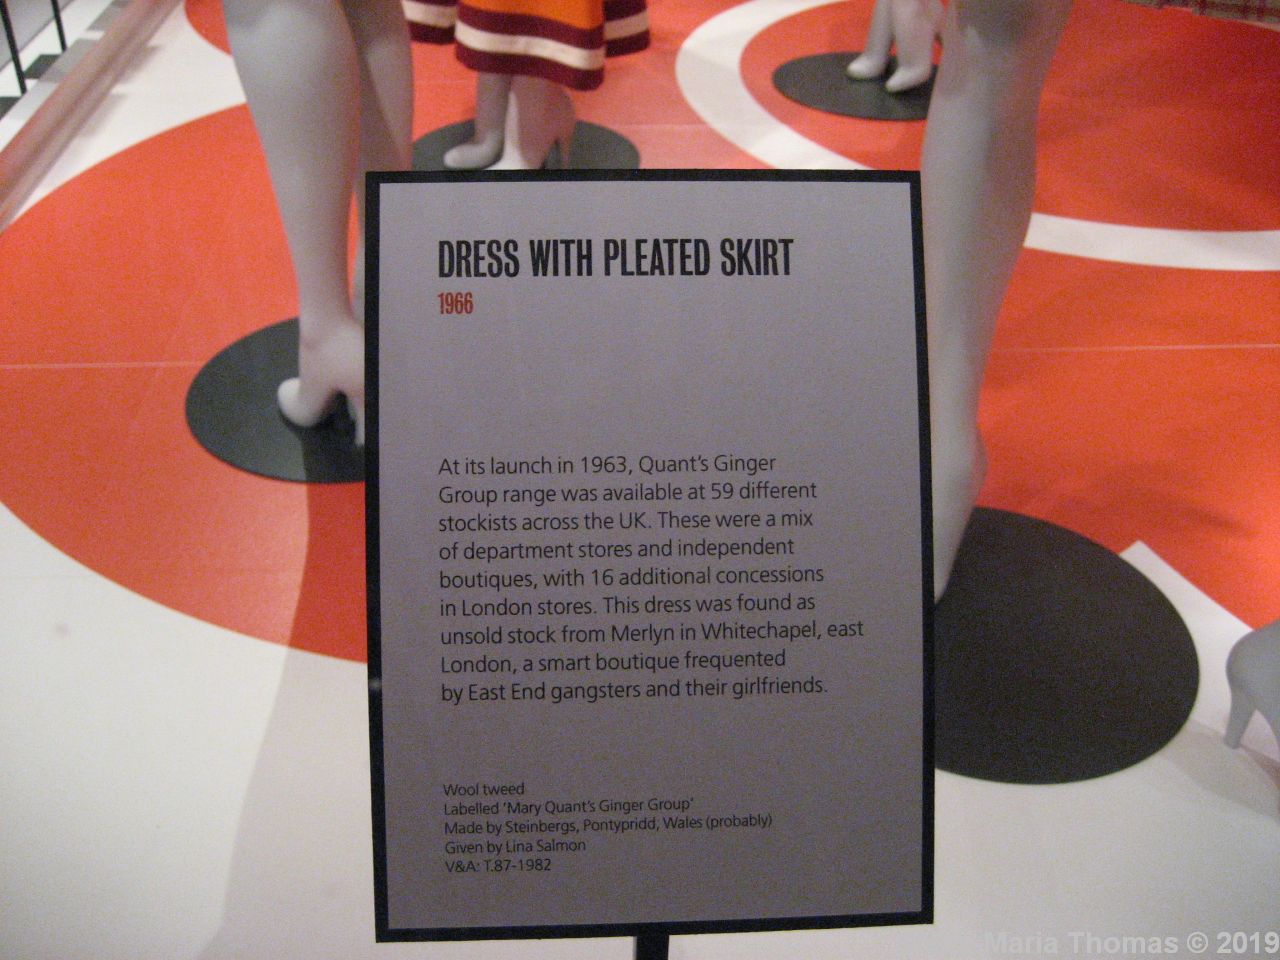 DRESS WITH PLEATED SKIRT
1966
At its launch in 1963, Quant's Ginger
Group range was available at 59 different
stockists across the UK. These were a mix
of department stores and independent
boutiques, with 16 additional concessions
in London stores. This dress was found as
unsold stock from Merlyn in Whitechapel, east
London, a smart boutique frequented
by East End gangsters and their girlfriends.
Wool tweed
Labelled 'Mary Quant's Ginger Group'
Made by Steinbergs, Pontypridd, Wales (probably)
Given by Lina Salmon
V&A: T.87-1982
Maria Thomas © 2019